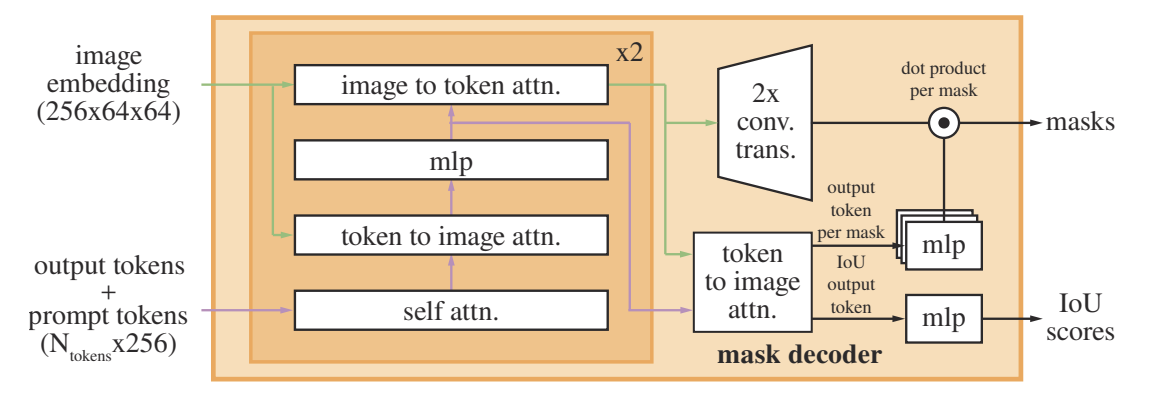 image
embedding
(256x64x64)
output tokens
+
prompt tokens
(N_tokens x256)
x2
image to token attn.
mlp
token to image attn.
self attn.
2x
conv.
trans.
token
to image
attn.
dot product
per mask
output
token
per mask
IoU
output
token
mlp
mlp
mask decoder
masks
IoU
scores